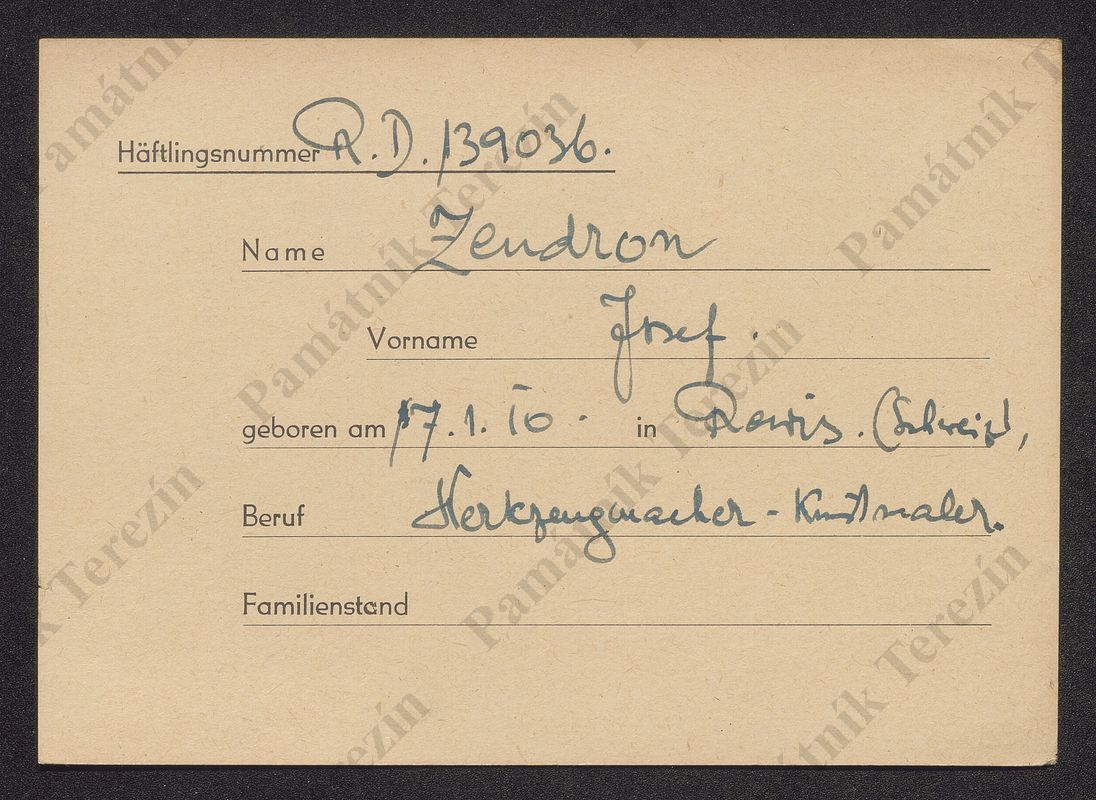 Häftlingsnummer R.D. 139036.
Name Zendron
Vorname Josef.
geboren am 17.1.10. in (Schweiz),
Beruf Werkzeugmacher - Kunstmaler.
Familienstand
Památník Terezín